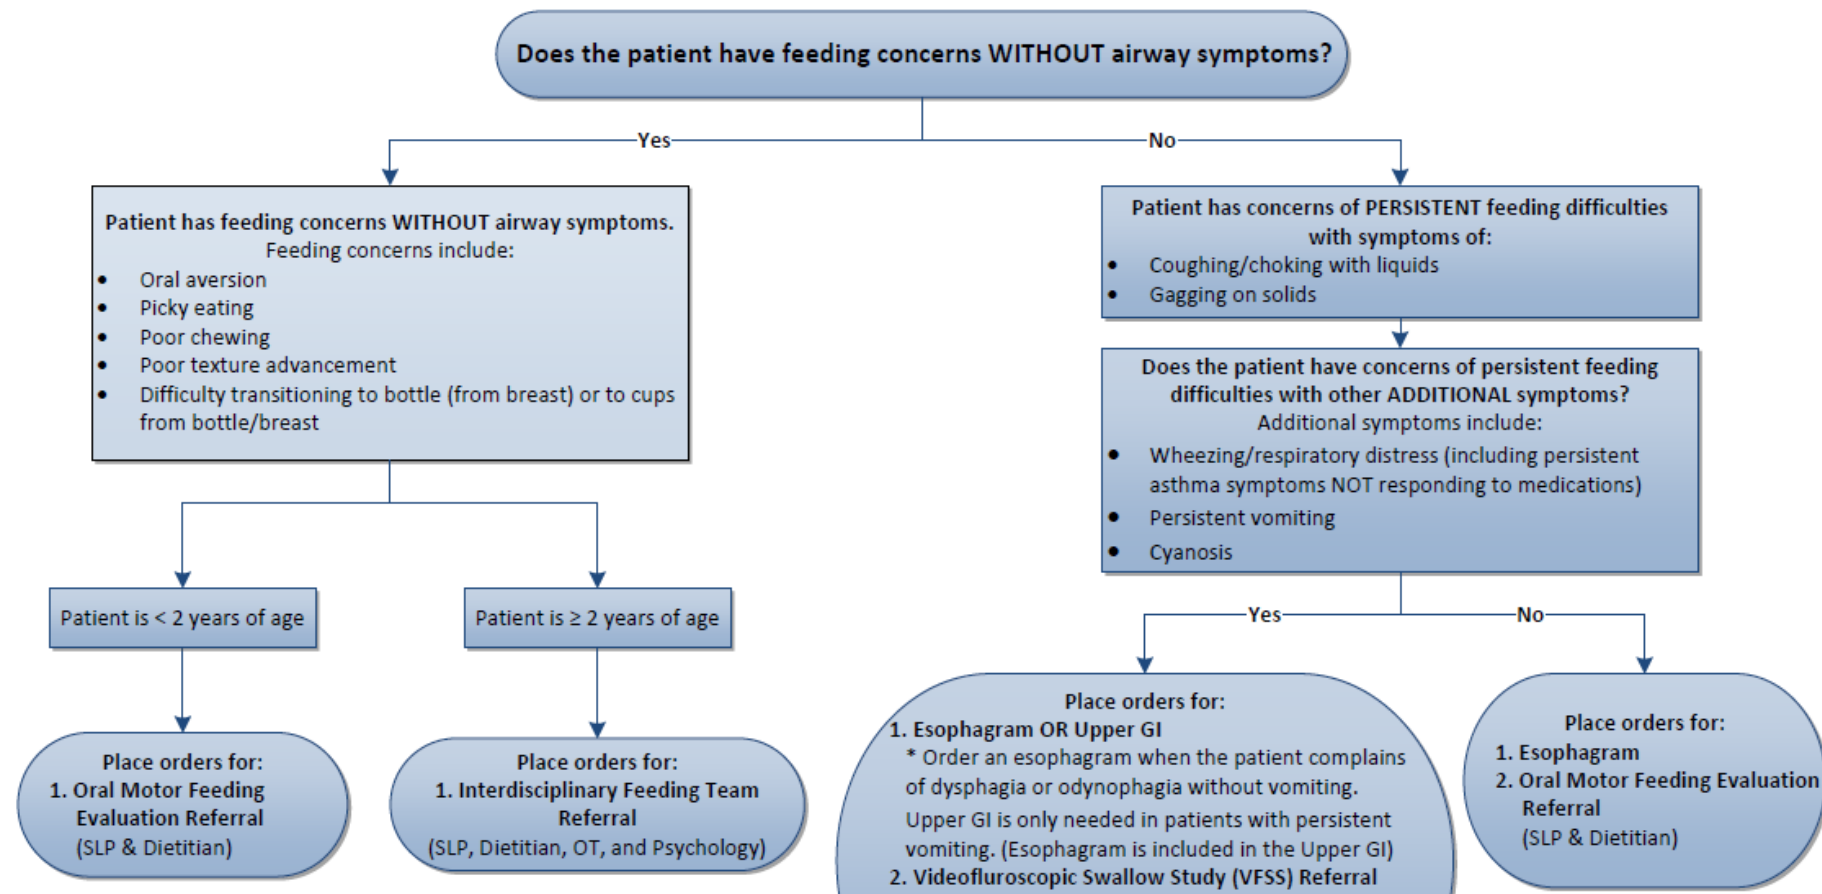 Does the patient have feeding concerns WITHOUT airway symptoms?
Yes
No
Patient has feeding concerns WITHOUT airway symptoms.
Feeding concerns include:
• Oral aversion
• Picky eating
• Poor chewing
• Poor texture advancement
• Difficulty transitioning to bottle (from breast) or to cups
from bottle/breast
Patient is < 2 years of age
Patient is ≥ 2 years of age
Place orders for:
1. Oral Motor Feeding
Evaluation Referral
(SLP & Dietitian)
Place orders for:
1. Interdisciplinary Feeding Team
Referral
(SLP, Dietitian, OT, and Psychology)
Patient has concerns of PERSISTENT feeding difficulties
with symptoms of:
• Coughing/choking with liquids
• Gagging on solids
Does the patient have concerns of persistent feeding
difficulties with other ADDITIONAL symptoms?
Additional symptoms include:
• Wheezing/respiratory distress (including persistent
asthma symptoms NOT responding to medications)
• Persistent vomiting
• Cyanosis
Yes
No
Place orders for:
1. Esophagram OR Upper GI
* Order an esophagram when the patient complains
of dysphagia or odynophagia without vomiting.
Upper GI is only needed in patients with persistent
vomiting. (Esophagram is included in the Upper GI)
2. Videofluroscopic Swallow Study (VFSS) Referral
Place orders for:
1. Esophagram
2. Oral Motor Feeding Evaluation
Referral
(SLP & Dietitian)